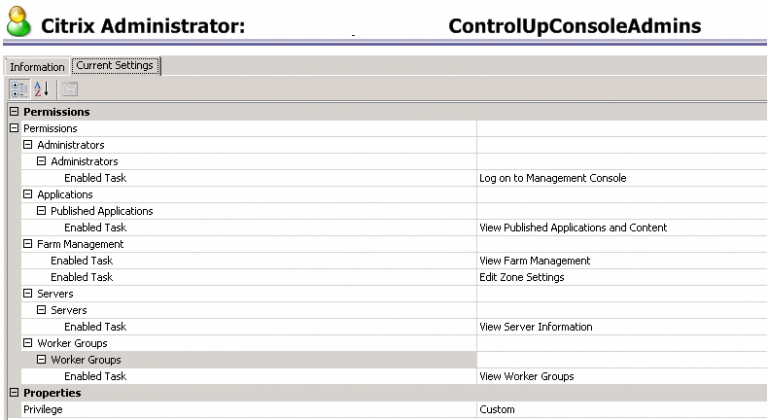 Citrix Administrator: ControlUpConsoleAdmins
Information Current Settings
Permissions
Permissions
Administrators
Administrators
Enabled Task Log on to Management Console
Applications
Published Applications
Enabled Task View Published Applications and Content
Farm Management
Enabled Task View Farm Management
Enabled Task Edit Zone Settings
Servers
Servers
Enabled Task View Server Information
Worker Groups
Worker Groups
Enabled Task View Worker Groups
Properties
Privilege Custom